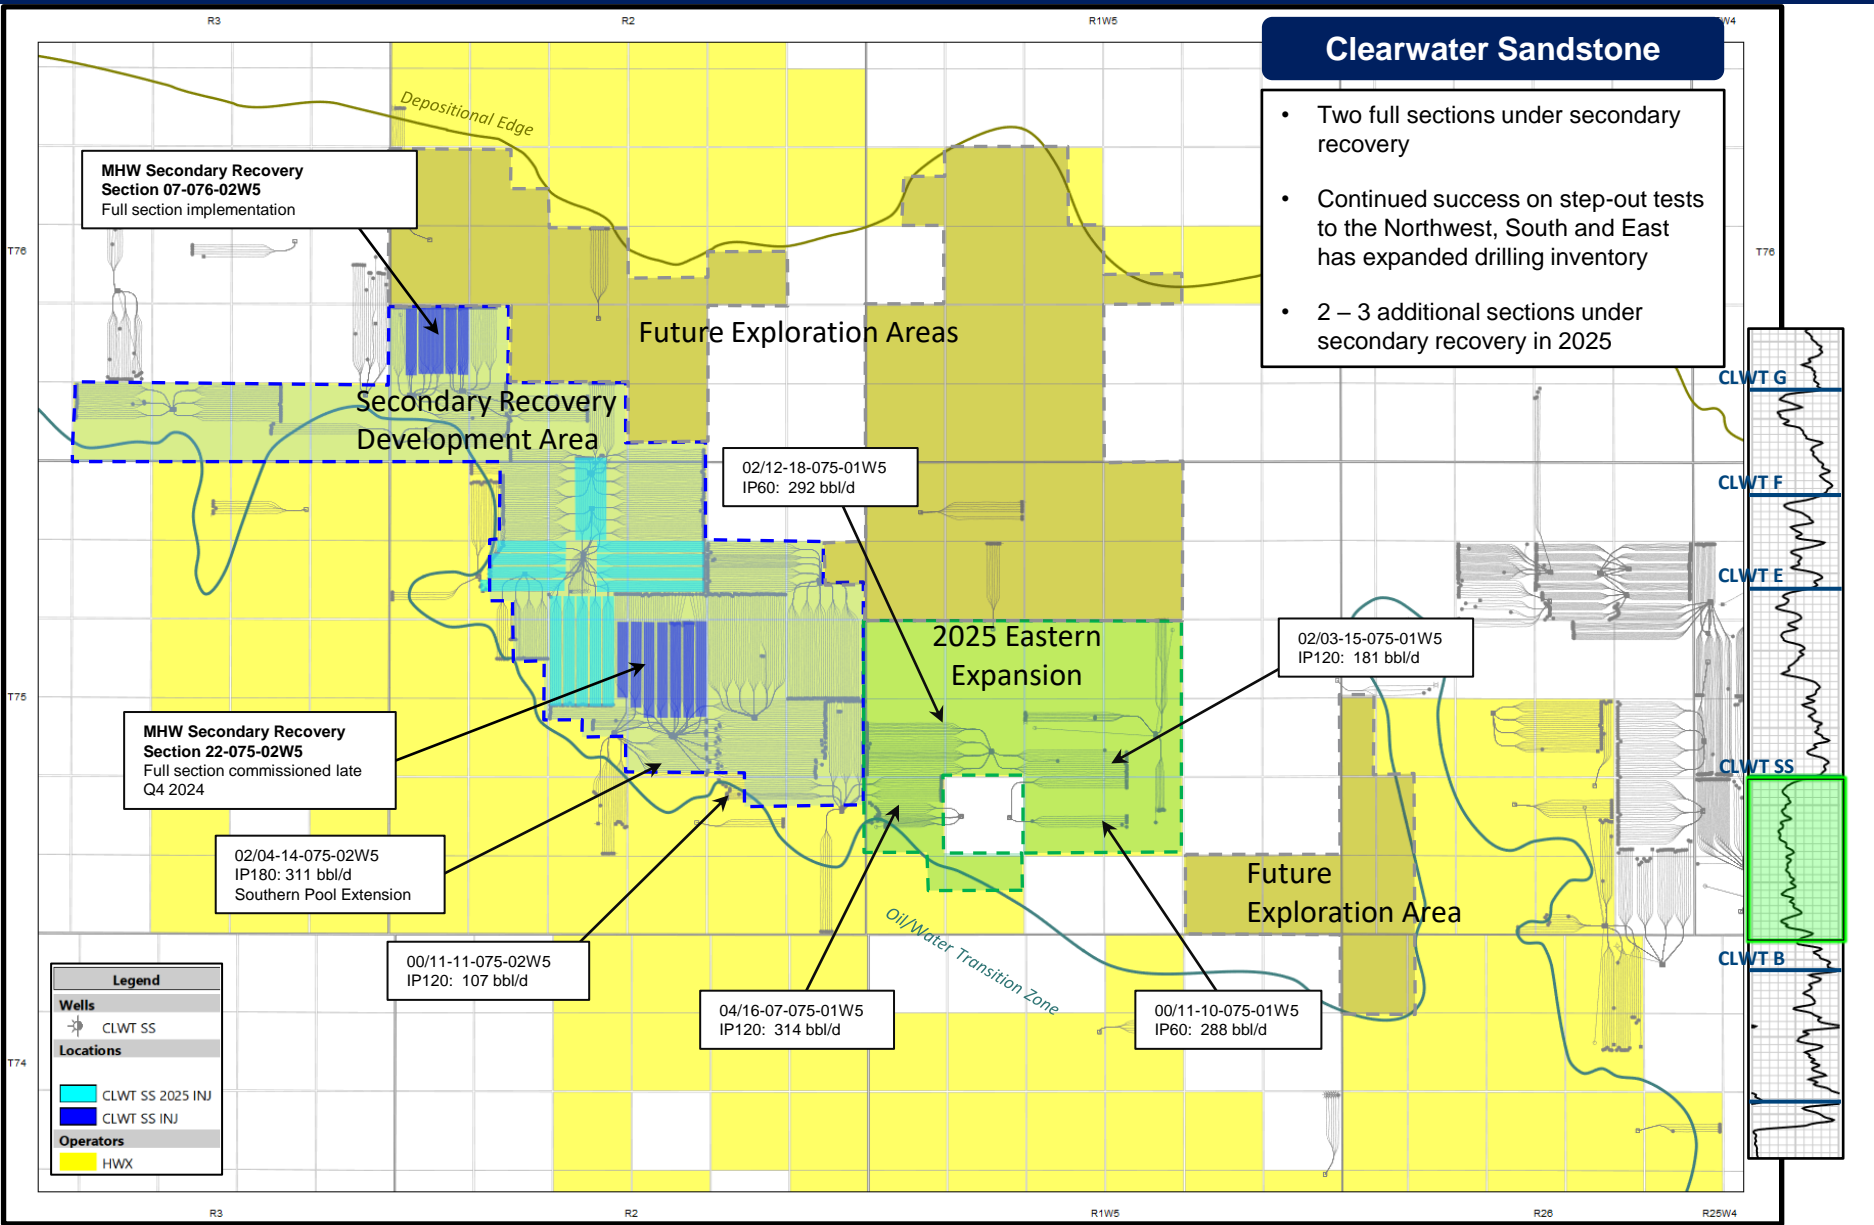 R3
R2
R1W5
W4
Clearwater Sandstone
• Two full sections under secondary
recovery
• Continued success on step-out tests
to the Northwest, South and East
has expanded drilling inventory
• 2 – 3 additional sections under
secondary recovery in 2025
Depositional Edge
MHW Secondary Recovery
Section 07-076-02W5
Full section implementation
T76
T76
Future Exploration Areas
Secondary Recovery
Development Area
CLWT G
02/12-18-075-01W5
IP60: 292 bbl/d
CLWT F
CLWT E
2025 Eastern
Expansion
02/03-15-075-01W5
IP120: 181 bbl/d
T75
MHW Secondary Recovery
Section 22-075-02W5
Full section commissioned late
Q4 2024
CLWT SS
02/04-14-075-02W5
IP180: 311 bbl/d
Southern Pool Extension
Future
Exploration Area
Oil/Water Transition Zone
00/11-11-075-02W5
IP120: 107 bbl/d
04/16-07-075-01W5
IP120: 314 bbl/d
00/11-10-075-01W5
IP60: 288 bbl/d
CLWT B
T74
Legend
Wells
CLWT SS
Locations
CLWT SS 2025 INJ
CLWT SS INJ
Operators
HWX
R3
R2
R1W5
R26
R25W4